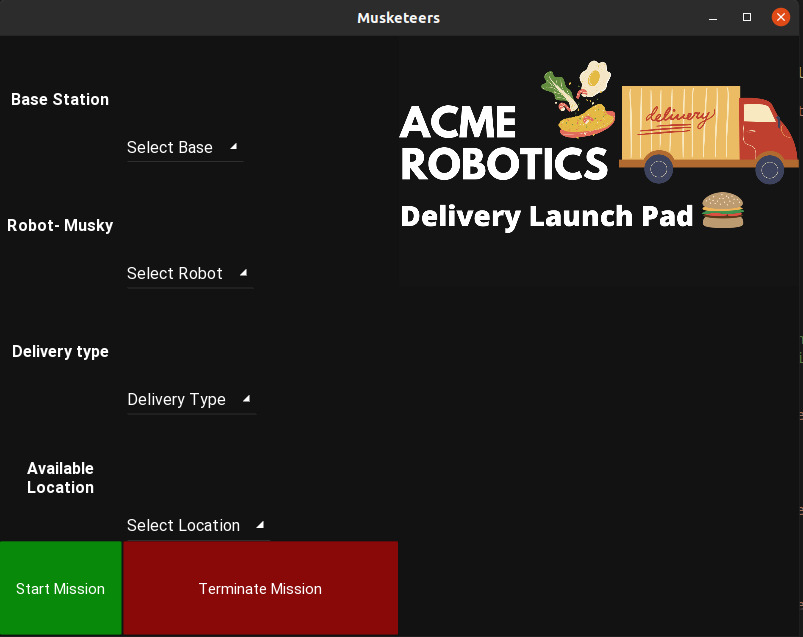 Musketeers
Base Station
Select Base
Robot- Musky
Select Robot
Delivery type
Delivery Type
Available
Location
Select Location
Start Mission
Terminate Mission
ACME
ROBOTICS
delivery
Delivery Launch Pad